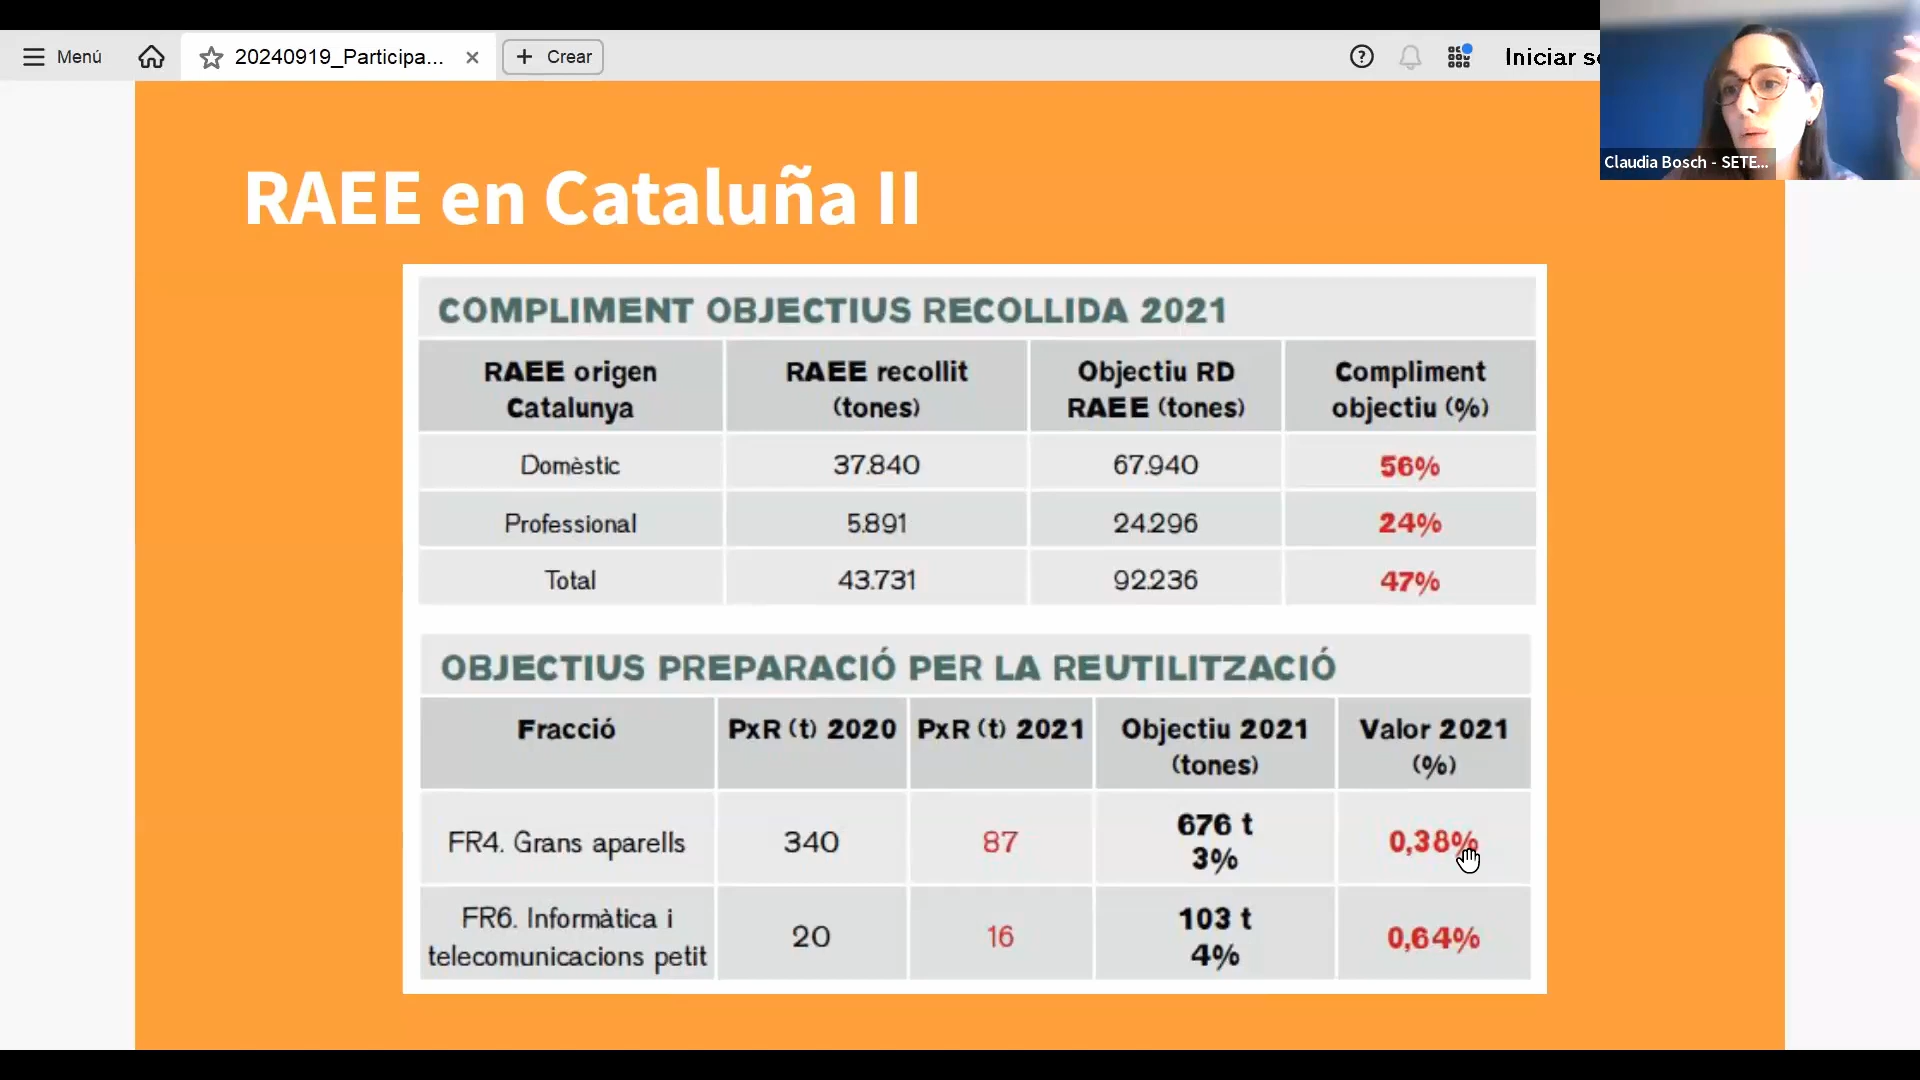 Menú
20240919_Participa...
Crear
Iniciar se
Claudia Bosch - SETE...
RAEE en Cataluña II
COMPLIMENT OBJECTIUS RECOLLIDA 2021
RAEE origen Catalunya
RAEE recollit (tones)
Objectiu RD RAEE (tones)
Compliment objectiu (%)
Domèstic 37.840 67.940 56%
Professional 5.891 24.296 24%
Total 43.731 92.236 47%
OBJECTIUS PREPARACIÓ PER LA REUTILITZACIÓ
Fracció
PxR (t) 2020
PxR (t) 2021
Objectiu 2021 (tones)
Valor 2021 (%)
FR4. Grans aparells 340 87 676 t 3% 0,38%
FR6. Informàtica i telecomunicacions petit 20 16 103 t 4% 0,64%